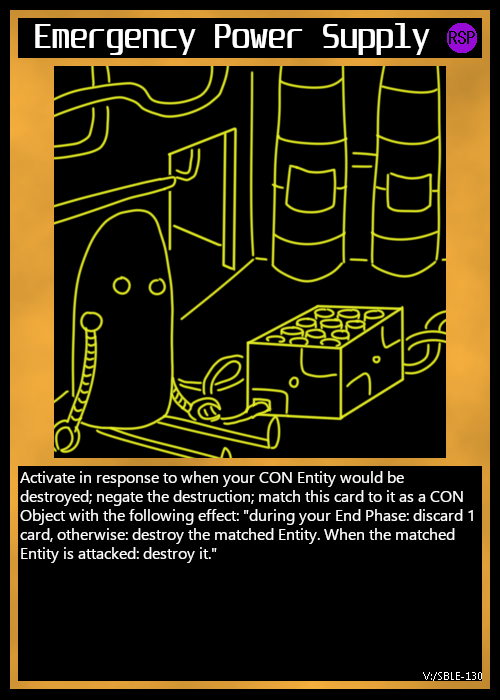 Emergency Power Supply RSP
Activate in response to when your CON Entity would be
destroyed; negate the destruction; match this card to it as a CON
Object with the following effect: "during your End Phase: discard 1
card, otherwise: destroy the matched Entity. When the matched
Entity is attacked: destroy it."
V:/SBLE-130